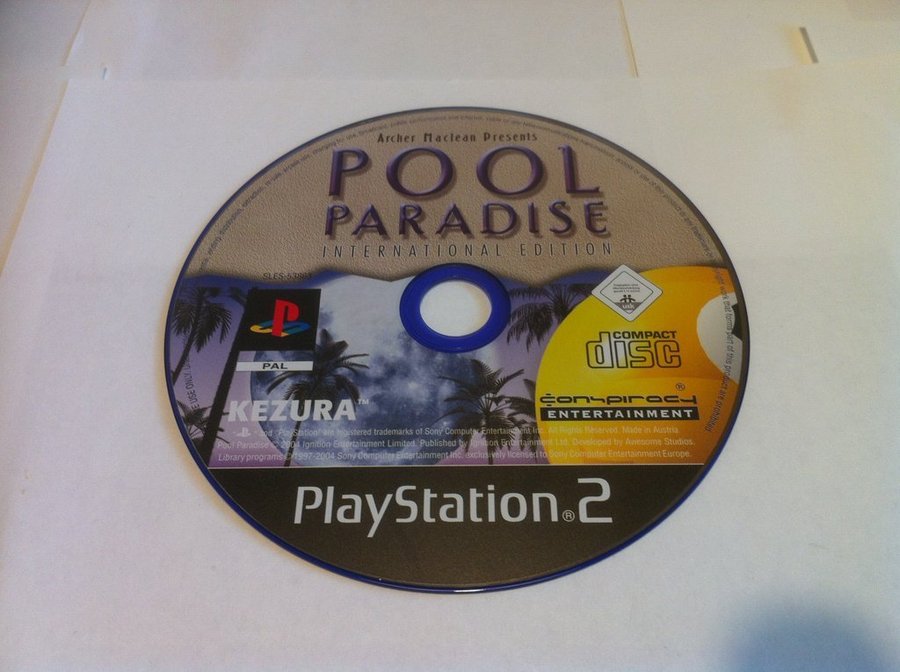 Archer Maclean Presents
POOL
PARADISE
INTERNATIONAL EDITION
PAL
COMPACT
disc
KEZURA™
conspiracy®
ENTERTAINMENT
and "PlayStation" are registered trademarks of Sony Computer Entertainment Inc. All Rights Reserved. Made in Austria.
Pool Paradise © 2004 Ignition Entertainment Limited. Published by Ignition Entertainment Ltd. Developed by Awesome Studios.
Library programs ©1997-2004 Sony Computer Entertainment Inc. exclusively licensed to Sony Computer Entertainment Europe.
PlayStation®2